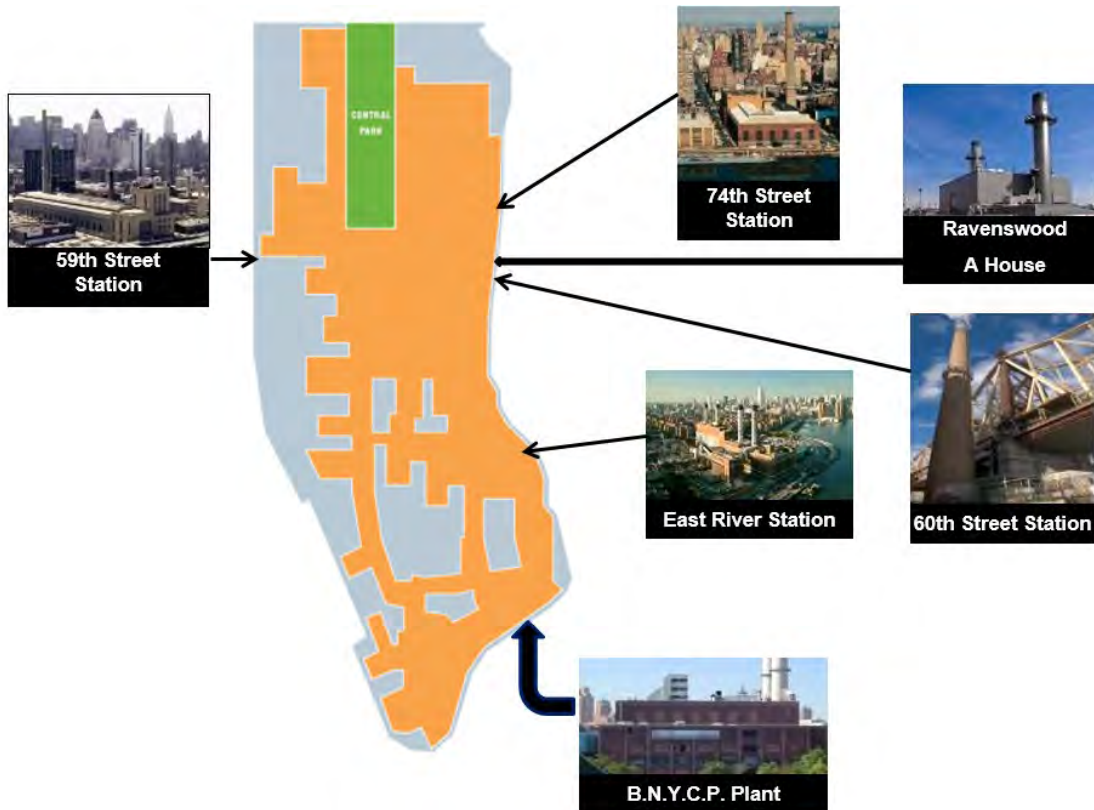 CENTRAL
PARK
59th Street
Station
74th Street
Station
Ravenswood
A House
60th Street Station
East River Station
B.N.Y.C.P. Plant